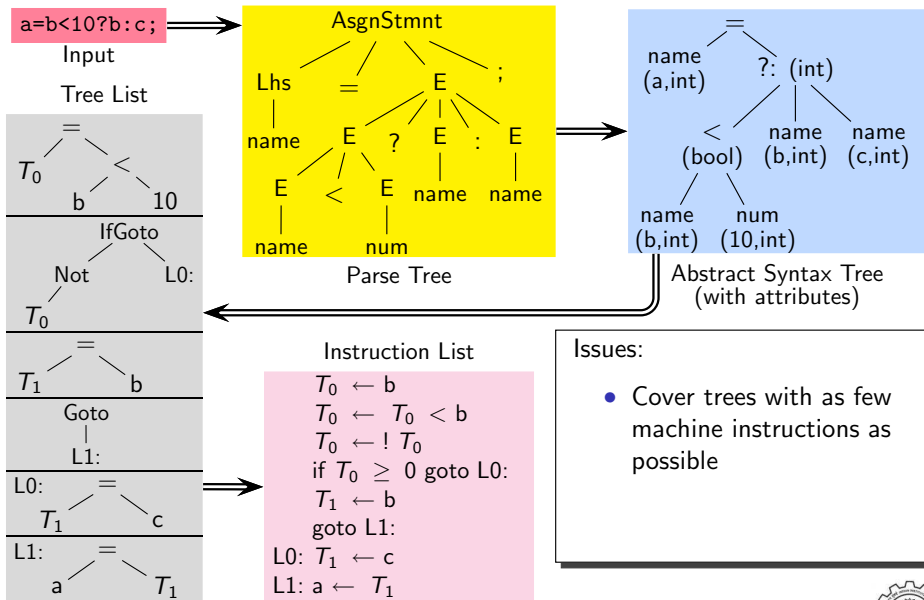 a=b<10?b:c;
Input
AsgnStmnt
Lhs = E ;
name E ? E : E
E < E name name
name num
Parse Tree
=
name
(a,int)
?: (int)
< name name
(bool) (b,int) (c,int)
name num
(b,int) (10,int)
Abstract Syntax Tree
(with attributes)
Tree List
=
T₀ <
b 10
IfGoto
Not L0:
T₀
=
T₁ b
Goto
L1:
L0: =
T₁ c
L1: =
a T₁
Instruction List
T₀ ← b
T₀ ← T₀ < b
T₀ ← ! T₀
if T₀ ≥ 0 goto L0:
T₁ ← b
goto L1:
L0: T₁ ← c
L1: a ← T₁
Issues:
• Cover trees with as few
machine instructions as
possible